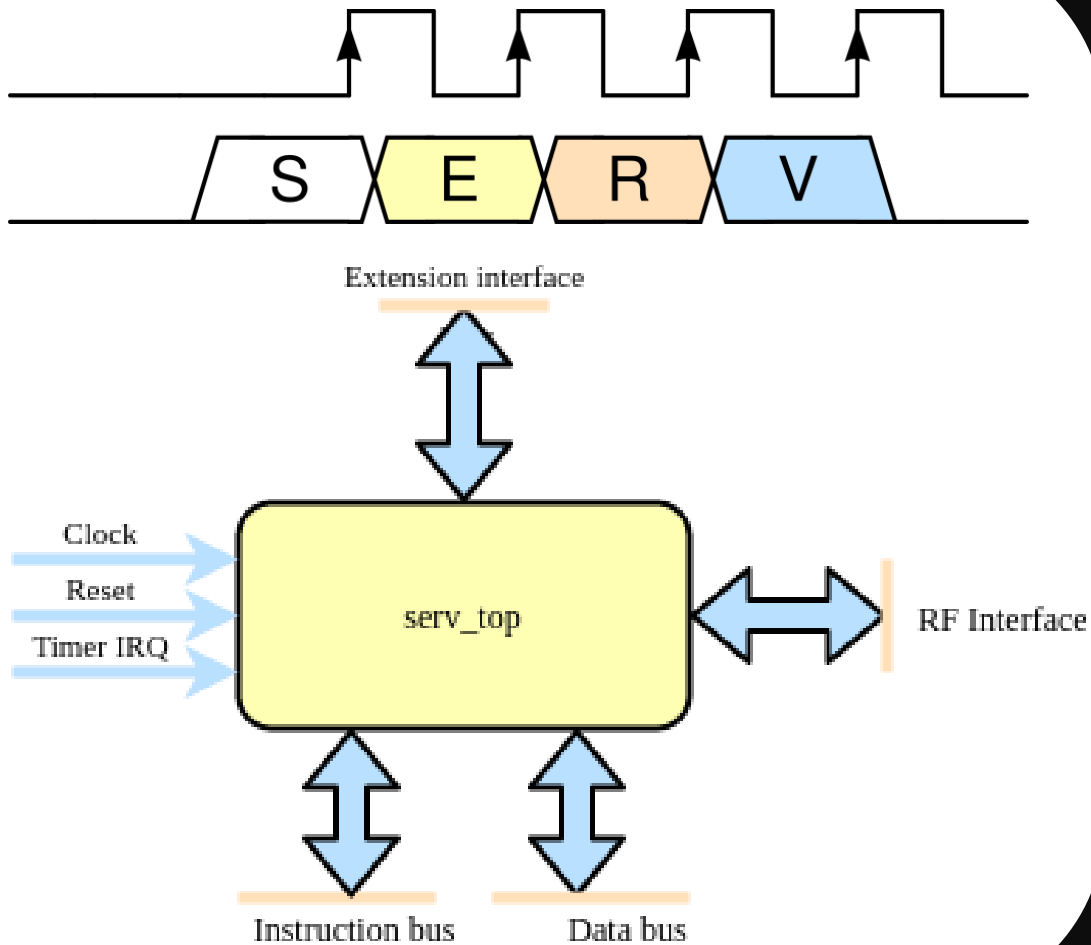 S E R V
Extension interface
Clock
Reset
Timer IRQ
serv_top
RF Interface
Instruction bus
Data bus